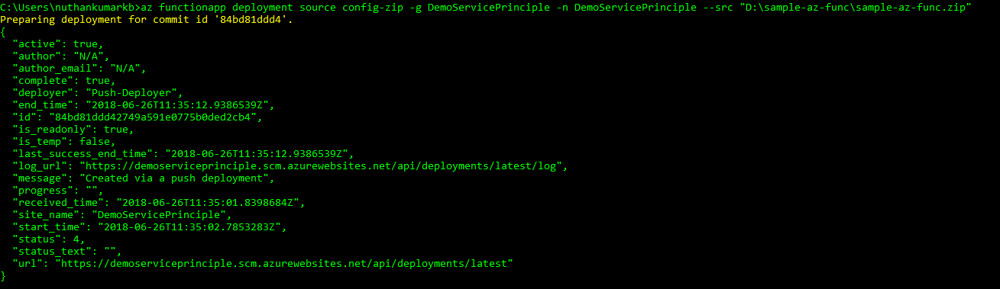 C:\Users\nuthankumarkb>az functionapp deployment source config-zip -g DemoServicePrinciple -n DemoServicePrinciple --src "D:\sample-az-func\sample-az-func.zip"
Preparing deployment for commit id '84bd81ddd4'.
{
  "active": true,
  "author": "N/A",
  "author_email": "N/A",
  "complete": true,
  "deployer": "Push-Deployer",
  "end_time": "2018-06-26T11:35:12.9386539Z",
  "id": "84bd81ddd42749a591e0775b0ded2cb4",
  "is_readonly": true,
  "is_temp": false,
  "last_success_end_time": "2018-06-26T11:35:12.9386539Z",
  "log_url": "https://demoserviceprinciple.scm.azurewebsites.net/api/deployments/latest/log",
  "message": "Created via a push deployment",
  "progress": "",
  "received_time": "2018-06-26T11:35:01.8398684Z",
  "site_name": "DemoServicePrinciple",
  "start_time": "2018-06-26T11:35:02.7853283Z",
  "status": 4,
  "status_text": "",
  "url": "https://demoserviceprinciple.scm.azurewebsites.net/api/deployments/latest"
}